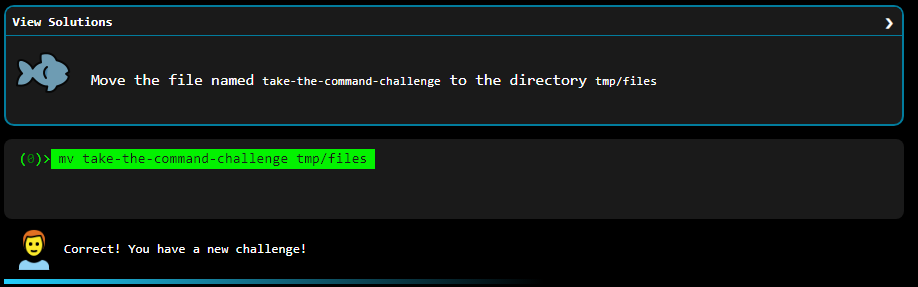 View Solutions
Move the file named take-the-command-challenge to the directory tmp/files
(0)> mv take-the-command-challenge tmp/files
Correct! You have a new challenge!